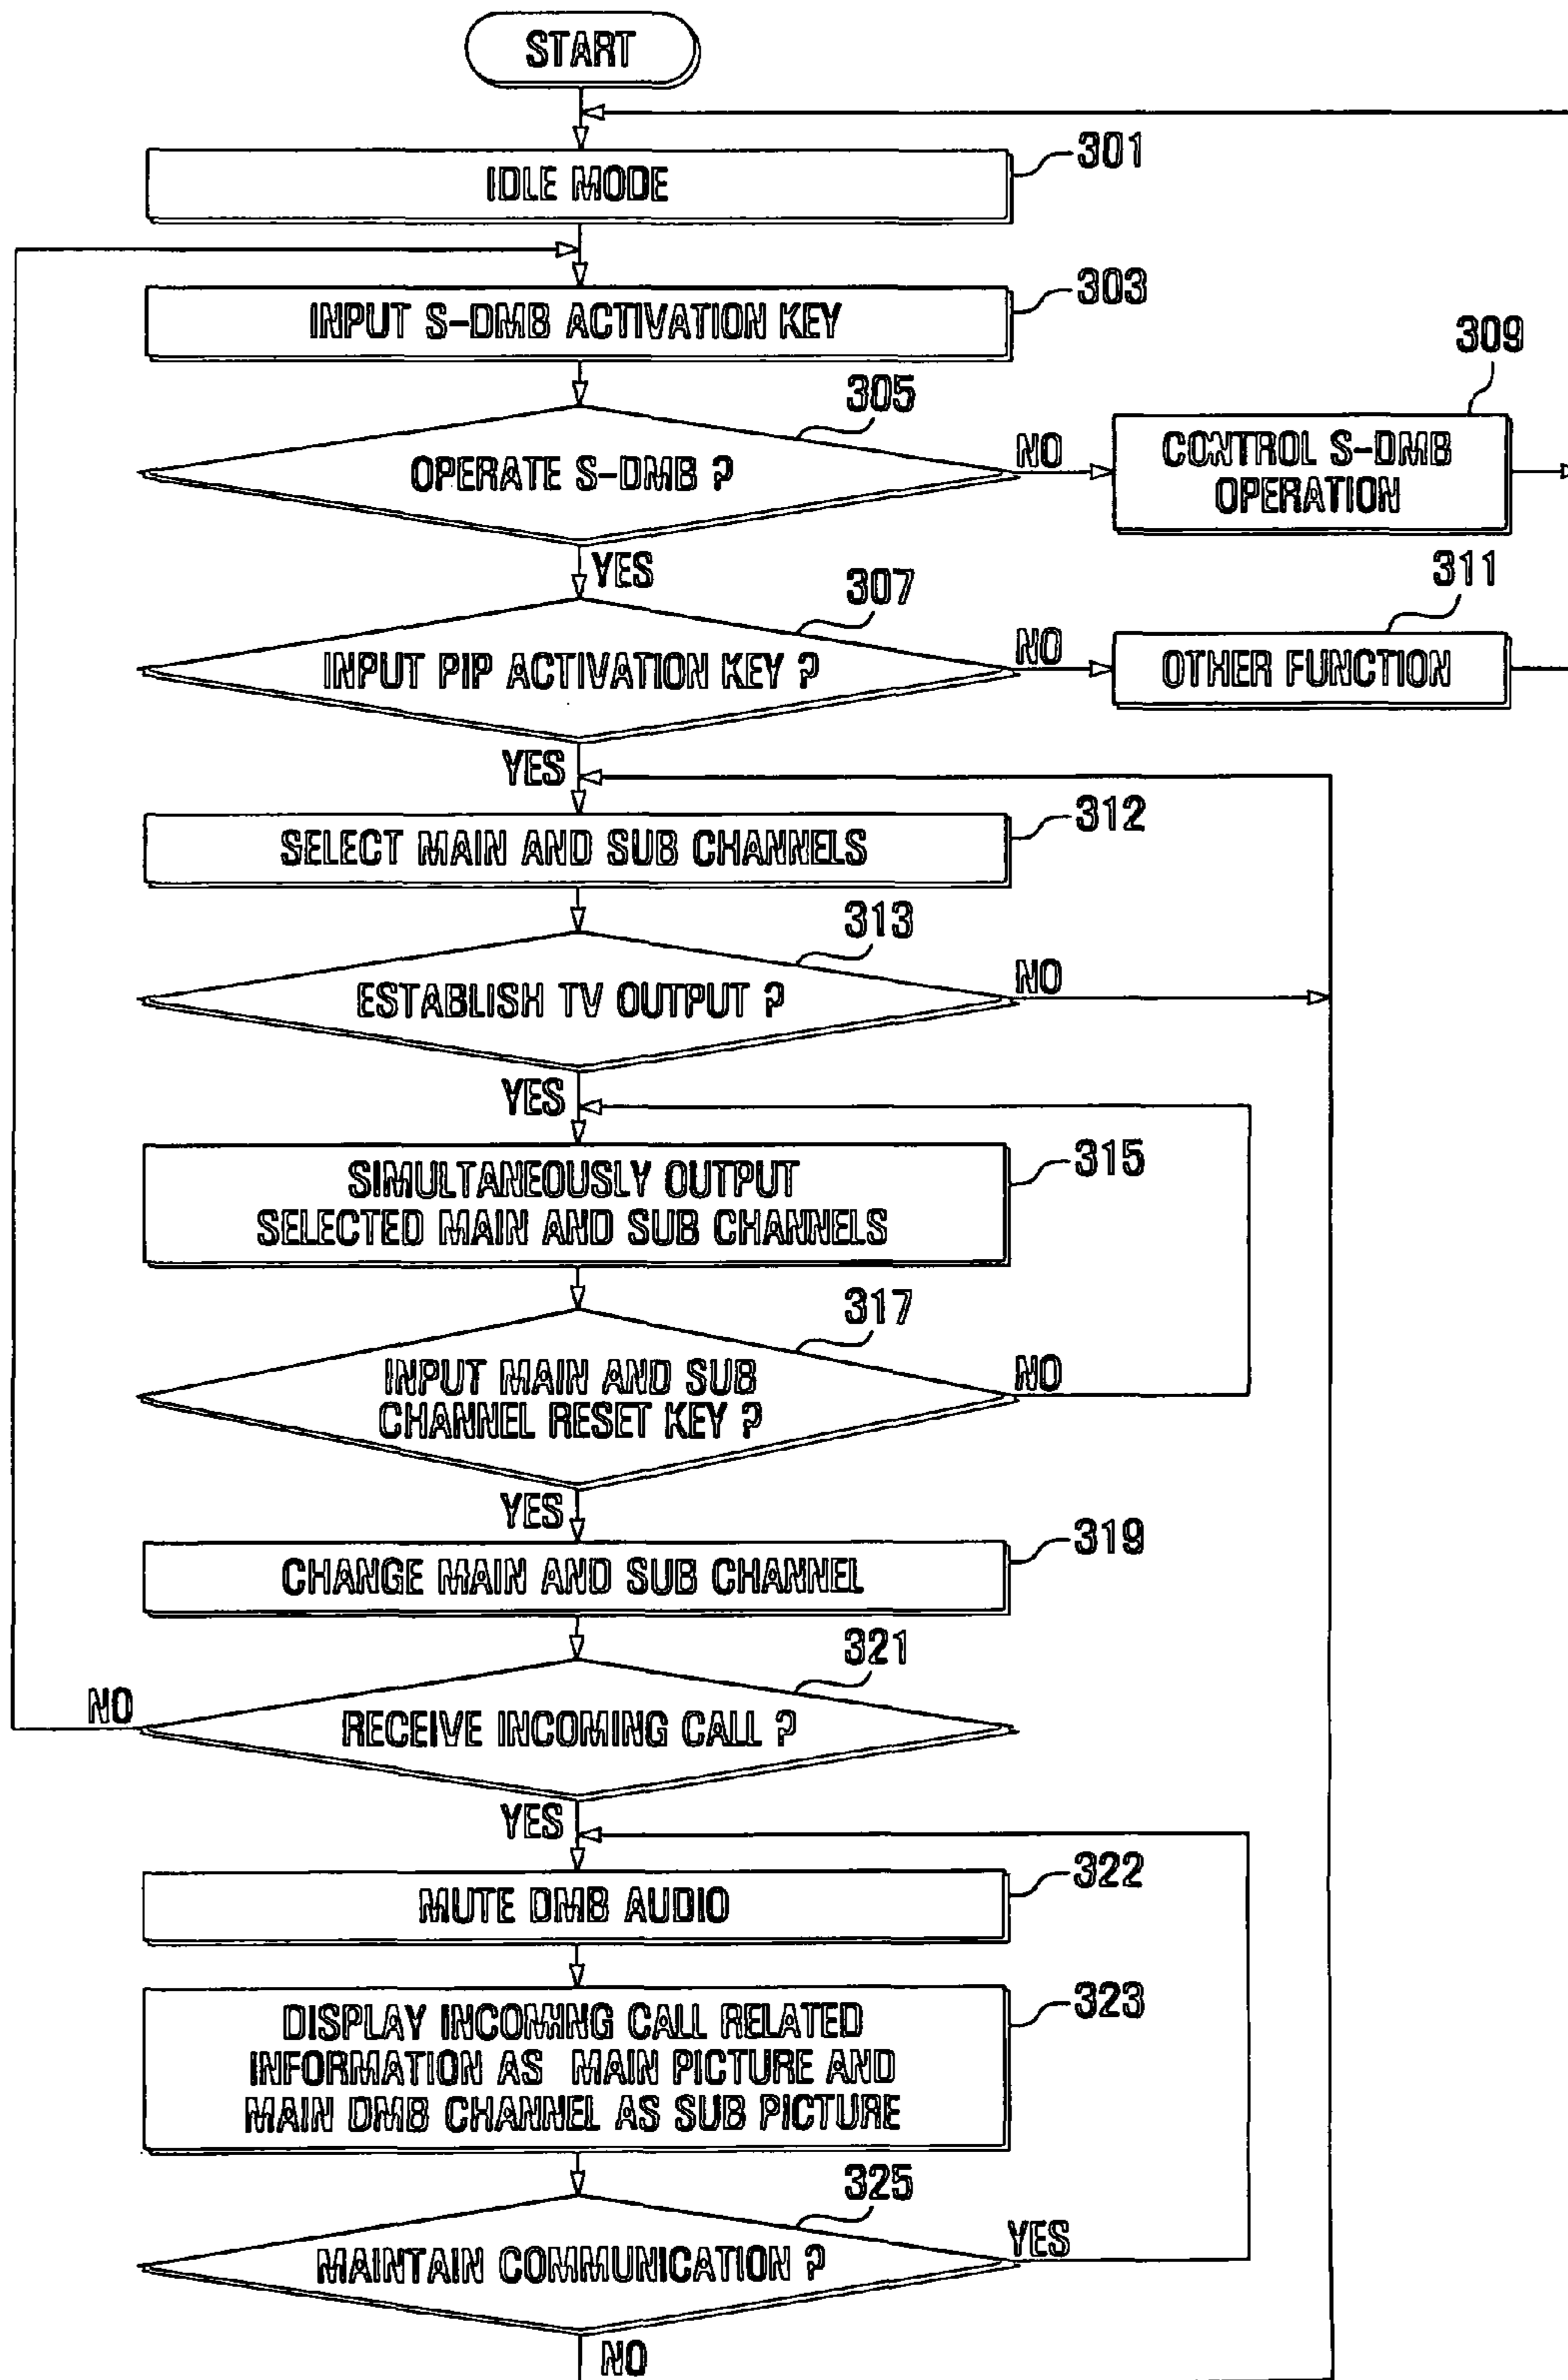 START
IDLE MODE
301
INPUT S-DMB ACTIVATION KEY
303
305
OPERATE S-DMB ?
NO
309
CONTROL S-DMB
OPERATION
YES
307
INPUT PIP ACTIVATION KEY ?
NO
311
OTHER FUNCTION
YES
SELECT MAIN AND SUB CHANNELS
312
313
ESTABLISH TV OUTPUT ?
NO
YES
SIMULTANEOUSLY OUTPUT
SELECTED MAIN AND SUB CHANNELS
315
317
INPUT MAIN AND SUB
CHANNEL RESET KEY ?
NO
YES
CHANGE MAIN AND SUB CHANNEL
319
321
NO
RECEIVE INCOMING CALL ?
YES
MUTE DMB AUDIO
322
DISPLAY INCOMING CALL RELATED
INFORMATION AS MAIN PICTURE AND
MAIN DMB CHANNEL AS SUB PICTURE
323
325
MAINTAIN COMMUNICATION ?
YES
NO